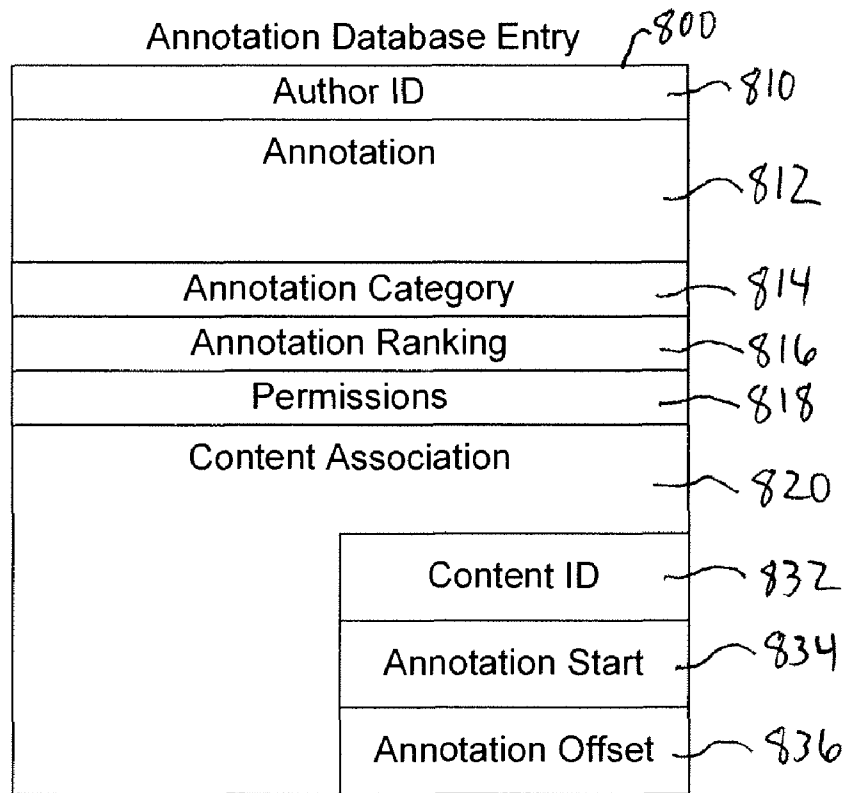 Annotation Database Entry 800
Author ID 810
Annotation 812
Annotation Category 814
Annotation Ranking 816
Permissions 818
Content Association 820
Content ID 832
Annotation Start 834
Annotation Offset 836